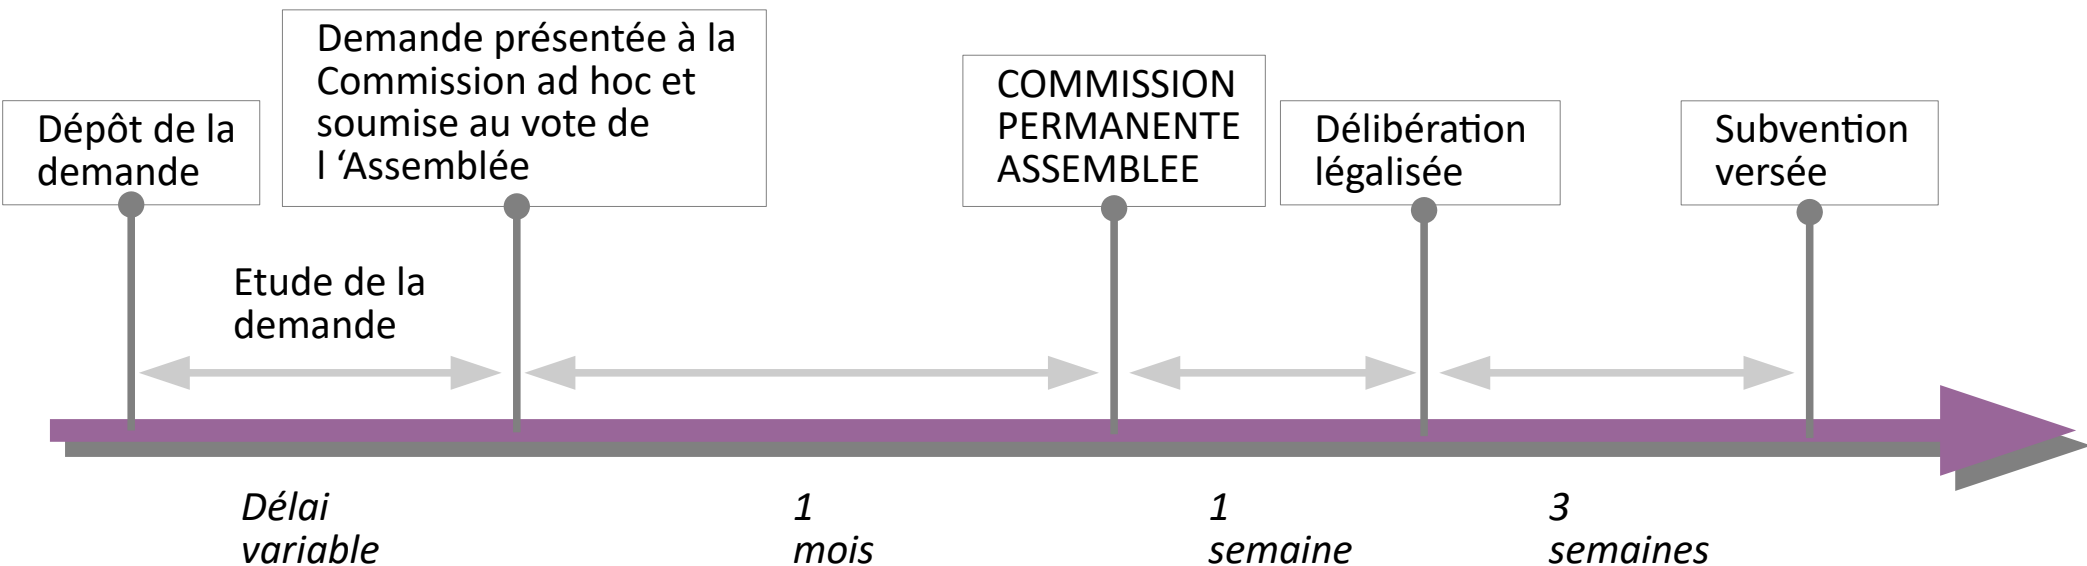 Dépôt de la
demande
Demande présentée à la
Commission ad hoc et
soumise au vote de
l ‘Assemblée
COMMISSION
PERMANENTE
ASSEMBLEE
Délibération
légalisée
Subvention
versée
Etude de la
demande
Délai
variable
1
mois
1
semaine
3
semaines